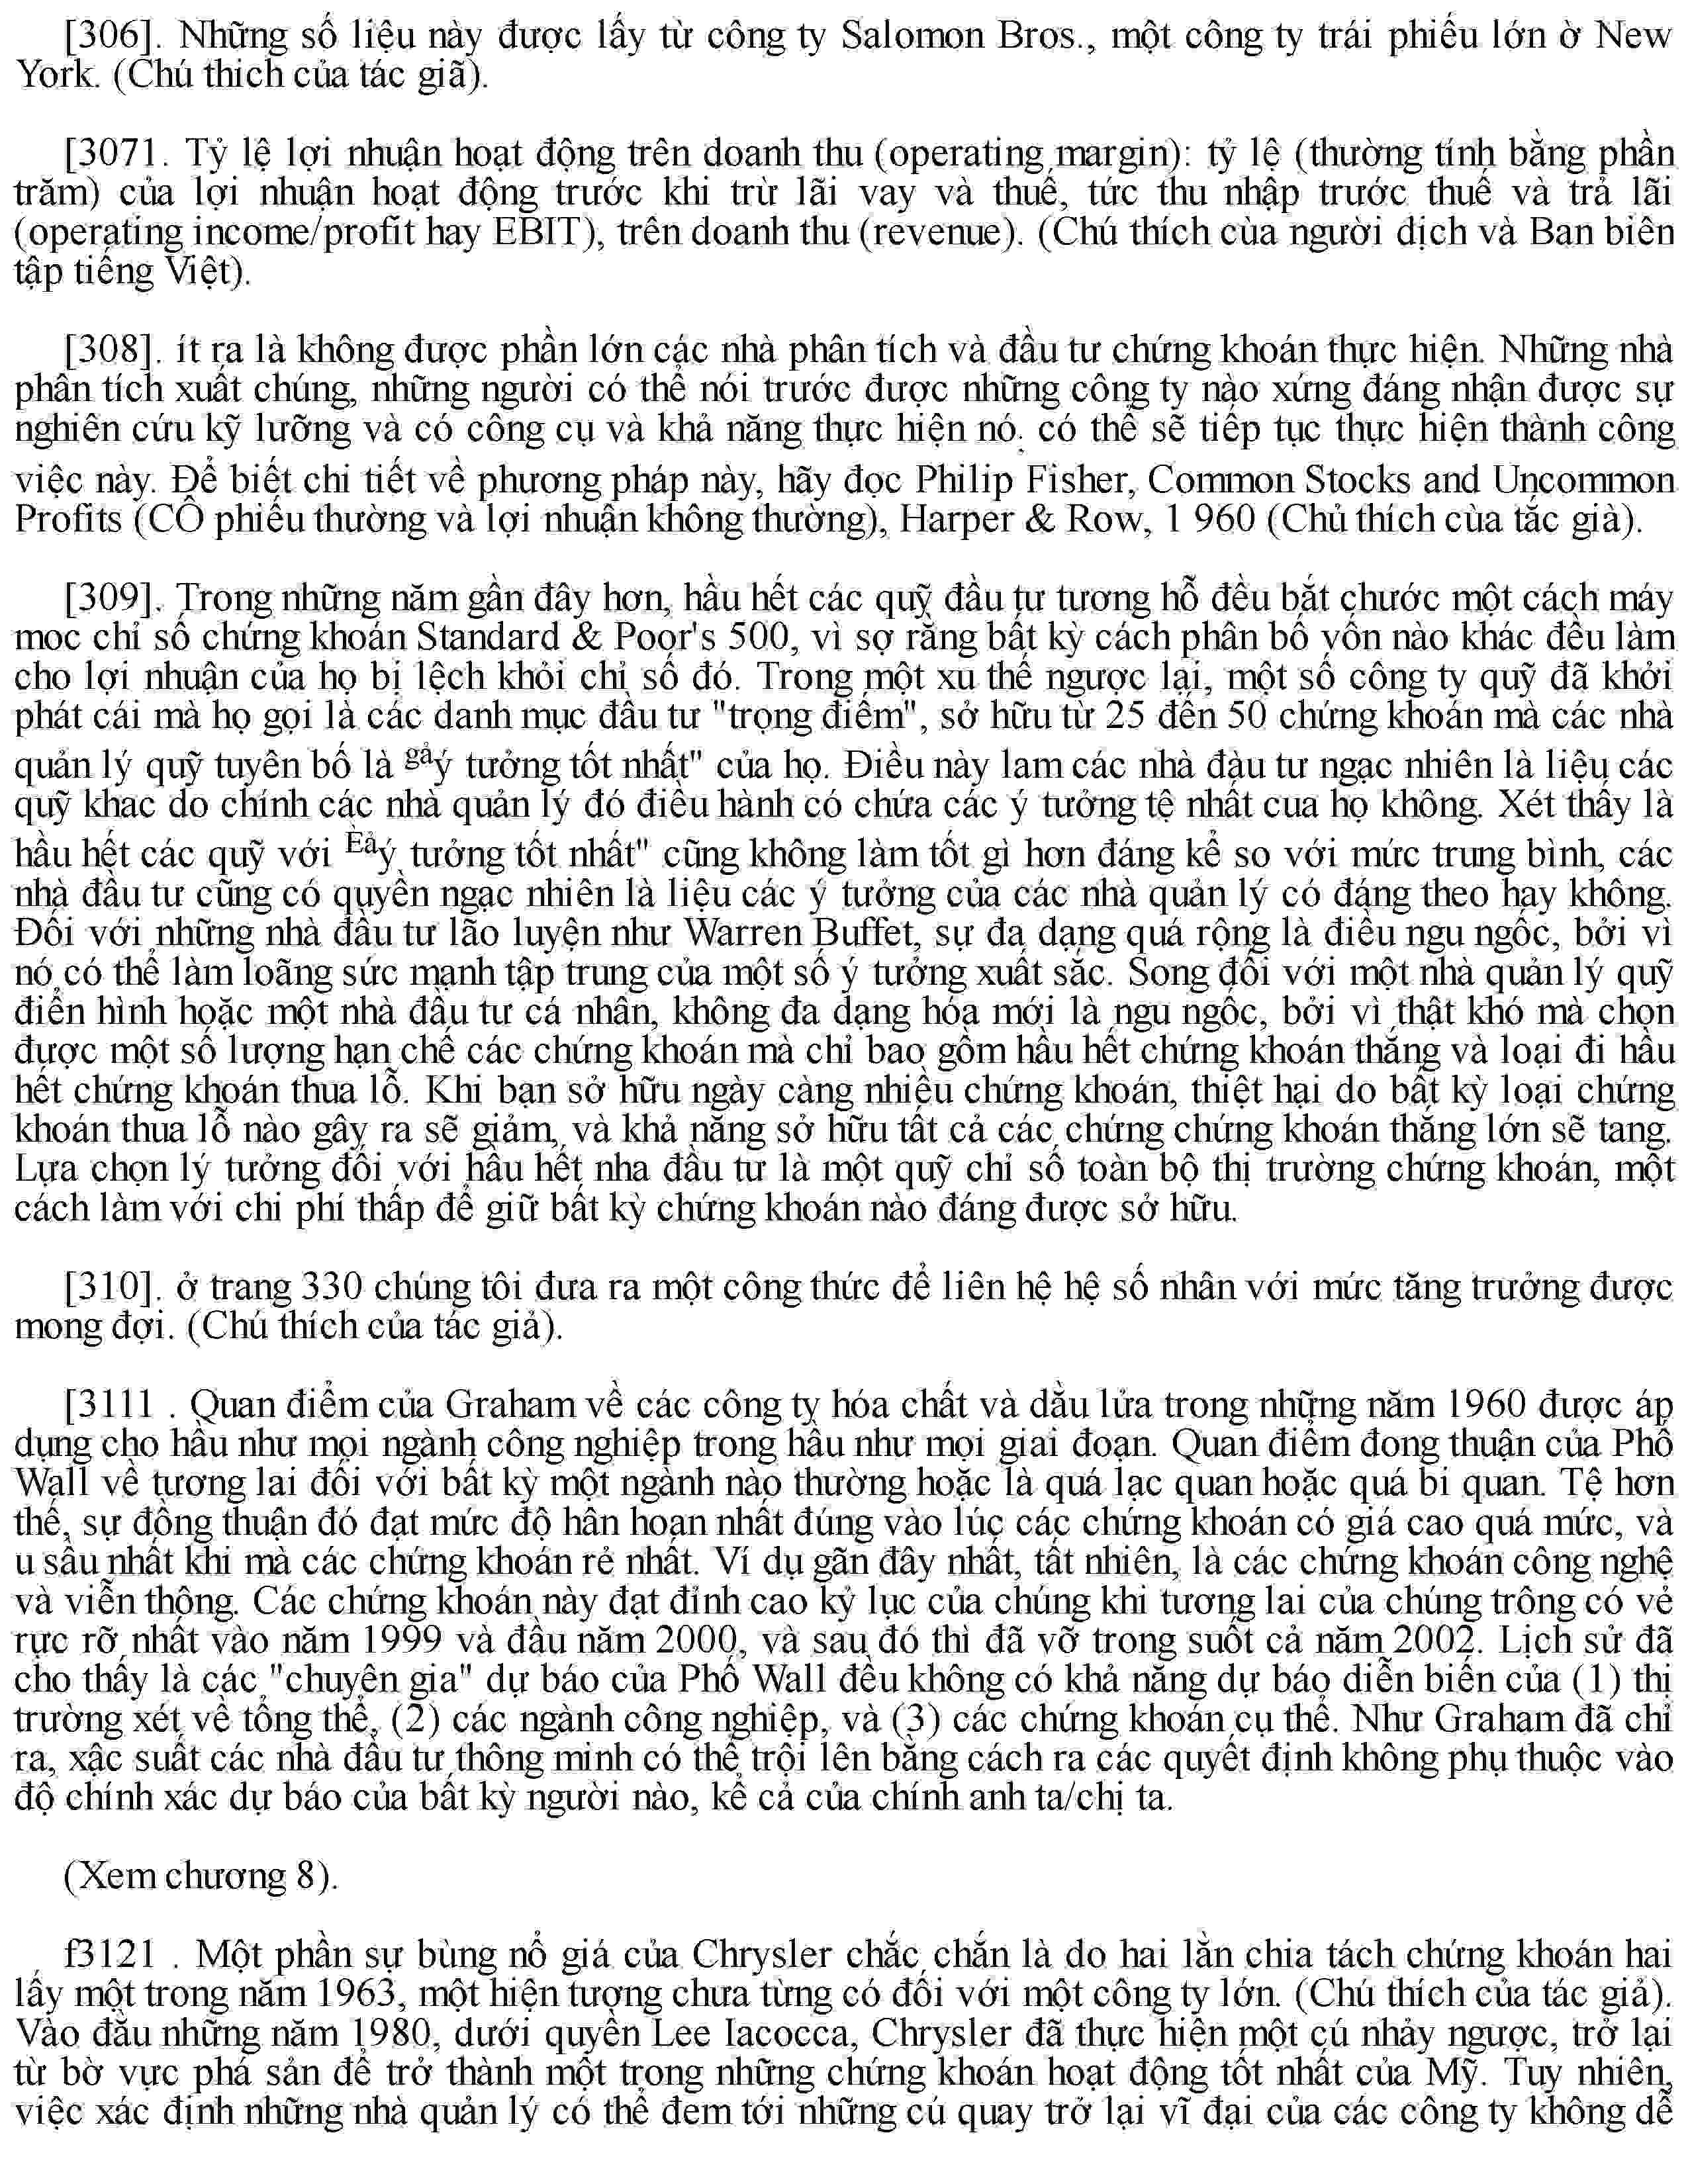 [306]. Những số liệu này được lấy từ công ty Salomon Bros., một công ty trái phiếu lớn ờ New
York. (Chú thich của tác giã).
[3071. Tỷ lệ lợi nhuận hoạt động trên doanh thu (operating margin): tỷ lệ (thường tính bằng phần
trăm) của lợi nhuận hoạt động trước khi trừ lãi vay và thuế, tức thu nhập trước thuế và trả lãi
(operating income/profit hay EBIT), trên doanh thu (revenue). (Chú thích cùa người dịch và Ban biên
tập tiếng Việt).
[308]. ít ra là không được phần lớn các nhà phân tích và đầu tư chứng khoán thực hiện. Những nhà
phân tích xuất chúng, những người có thể nói trước được những công ty nào xứng đáng nhận được sự
nghiên cứu kỹ lưỡng và có công cụ và khả năng thực hiện nó. có thể sẽ tiếp tục thực hiện thành công
việc này. Để biết chi tiết về phương pháp này, hãy đọc Philip Fisher, Common Stocks and Uncommon
Profits (CÔ phiếu thường và lợi nhuận không thường), Harper & Row, 1 960 (Chủ thích cùa tắc già).
[309]. Trong những năm gần đây hơn, hầu hết các quỹ đầu tư tương hỗ đều bắt chước một cách máy
moc chỉ số chứng khoán Standard & Poor's 500, vì sợ rằng bất kỳ cách phân bổ vốn nào khác đều làm
cho lợi nhuận của họ bị lệch khỏi chỉ số đó. Trong một xu thế ngược lại, một số công ty quỹ đã khởi
phát cái mà họ gọi là các danh mục đầu tư "trọng điểm", sở hữu từ 25 đến 50 chứng khoán mà các nhà
quản lý quỹ tuyên bố là gảý tưởng tốt nhất" của họ. Điều này lam các nhà đàu tư ngạc nhiên là liệu các
quỹ khac do chính các nhà quản lý đó điều hành có chứa các ý tưởng tệ nhất cua họ không. Xét thấy là
hầu hết các quỹ với Èảý tưởng tốt nhất" cũng không làm tốt gì hơn đáng kể so với mức trung bình, các
nhà đầu tư cũng có quyền ngạc nhiên là liệu các ý tưởng của các nhà quản lý có đáng theo hay không.
Đối với những nhà đầu tư lão luyện như Warren Buffet, sự đa dạng quá rộng là điều ngu ngốc, bởi vì
nó có thể làm loãng sức mạnh tập trung của một số ý tưởng xuất sắc. Song đối với một nhà quản lý quỹ
điển hình hoặc một nhà đầu tư cá nhân, không đa dạng hóa mới là ngu ngốc, bởi vì thật khó mà chọn
được một số lượng hạn chế các chứng khoán mà chỉ bao gồm hầu hết chứng khoán thắng và loại đi hầu
hết chứng khoán thua lỗ. Khi bạn sở hữu ngày càng nhiều chứng khoán, thiệt hại do bất kỳ loại chứng
khoán thua lỗ nào gây ra sẽ giảm, và khả năng sở hữu tất cả các chứng chứng khoán thắng lớn sẽ tang.
Lựa chọn lý tưởng đối với hầu hết nha đầu tư là một quỹ chỉ số toàn bộ thị trường chứng khoán, một
cách làm với chi phí thấp để giữ bất kỳ chứng khoán nào đáng được sở hữu.
[310]. ở trang 330 chúng tôi đưa ra một công thức để liên hệ hệ số nhân với mức tăng trưởng được
mong đợi. (Chú thích của tác giả).
[3111 . Quan điểm của Graham về các công ty hóa chất và dằu lửa trong những năm 1960 được áp
dụng cho hầu như mọi ngành công nghiệp trong hầu như mọi giai đoạn. Quan điểm đong thuận của Phố
Wall về tương lai đối với bất kỳ một ngành nào thường hoặc là quá lạc quan hoặc quá bi quan. Tệ hơn
thế, sự đồng thuận đó đạt mức độ hân hoan nhất đúng vào lúc các chứng khoán có giá cao quá mức, và
u sầu nhất khi mà các chứng khoán rẻ nhất. Ví dụ gãn đây nhất, tất nhiên, là các chứng khoán công nghệ
và viễn thông. Các chứng khoán này đạt đỉnh cao kỷ lục của chúng khi tương lai của chúng trông có vẻ
rực rỡ nhất vào năm 1999 và đầu năm 2000, và sau đó thì đã vỡ trong suốt cả năm 2002. Lịch sử đã
cho thấy là các "chuyên gia" dự báo của Phố Wall đều không có khả năng dự báo diễn biến của (1) thị
trường xét về tổng thể, (2) các ngành công nghiệp, và (3) các chứng khoán cụ thể. Như Graham đã chỉ
ra, xậc suất các nhà đầu tư thông minh có thể trội lên bằng cách ra các quyết định không phụ thuộc vào
độ chính xác dự báo của bất kỳ người nào, kể cả của chính anh ta/chị ta.
(Xem chương 8).
f3121 . Một phần sự bùng nổ giá của Chrysler chắc chắn là do hai lằn chia tách chứng khoán hai
lấy một trong năm 1963, một hiện tượng chưa từng có đối với một công ty lớn. (Chú thích của tác giả).
Vào đầu những năm 1980, dưới quyền Lee Iacocca, Chrysler đã thực hiện một cú nhảy ngược, trở lại
từ bờ vực phá sản để trở thành một trong những chứng khoán hoạt động tốt nhất của Mỹ. Tuy nhiên,
việc xác định những nhà quản lý có thể đem tới những cú quay trở lại vĩ đại của các công ty không dễ